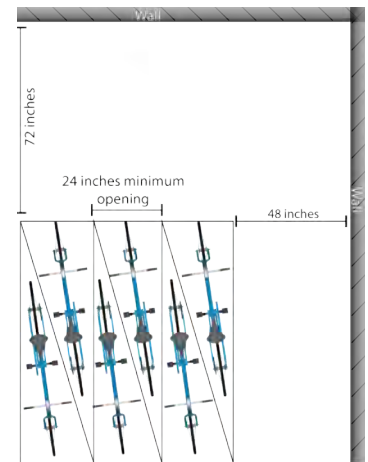 Wall
72 inches
24 inches minimum
opening
48 inches
Wall